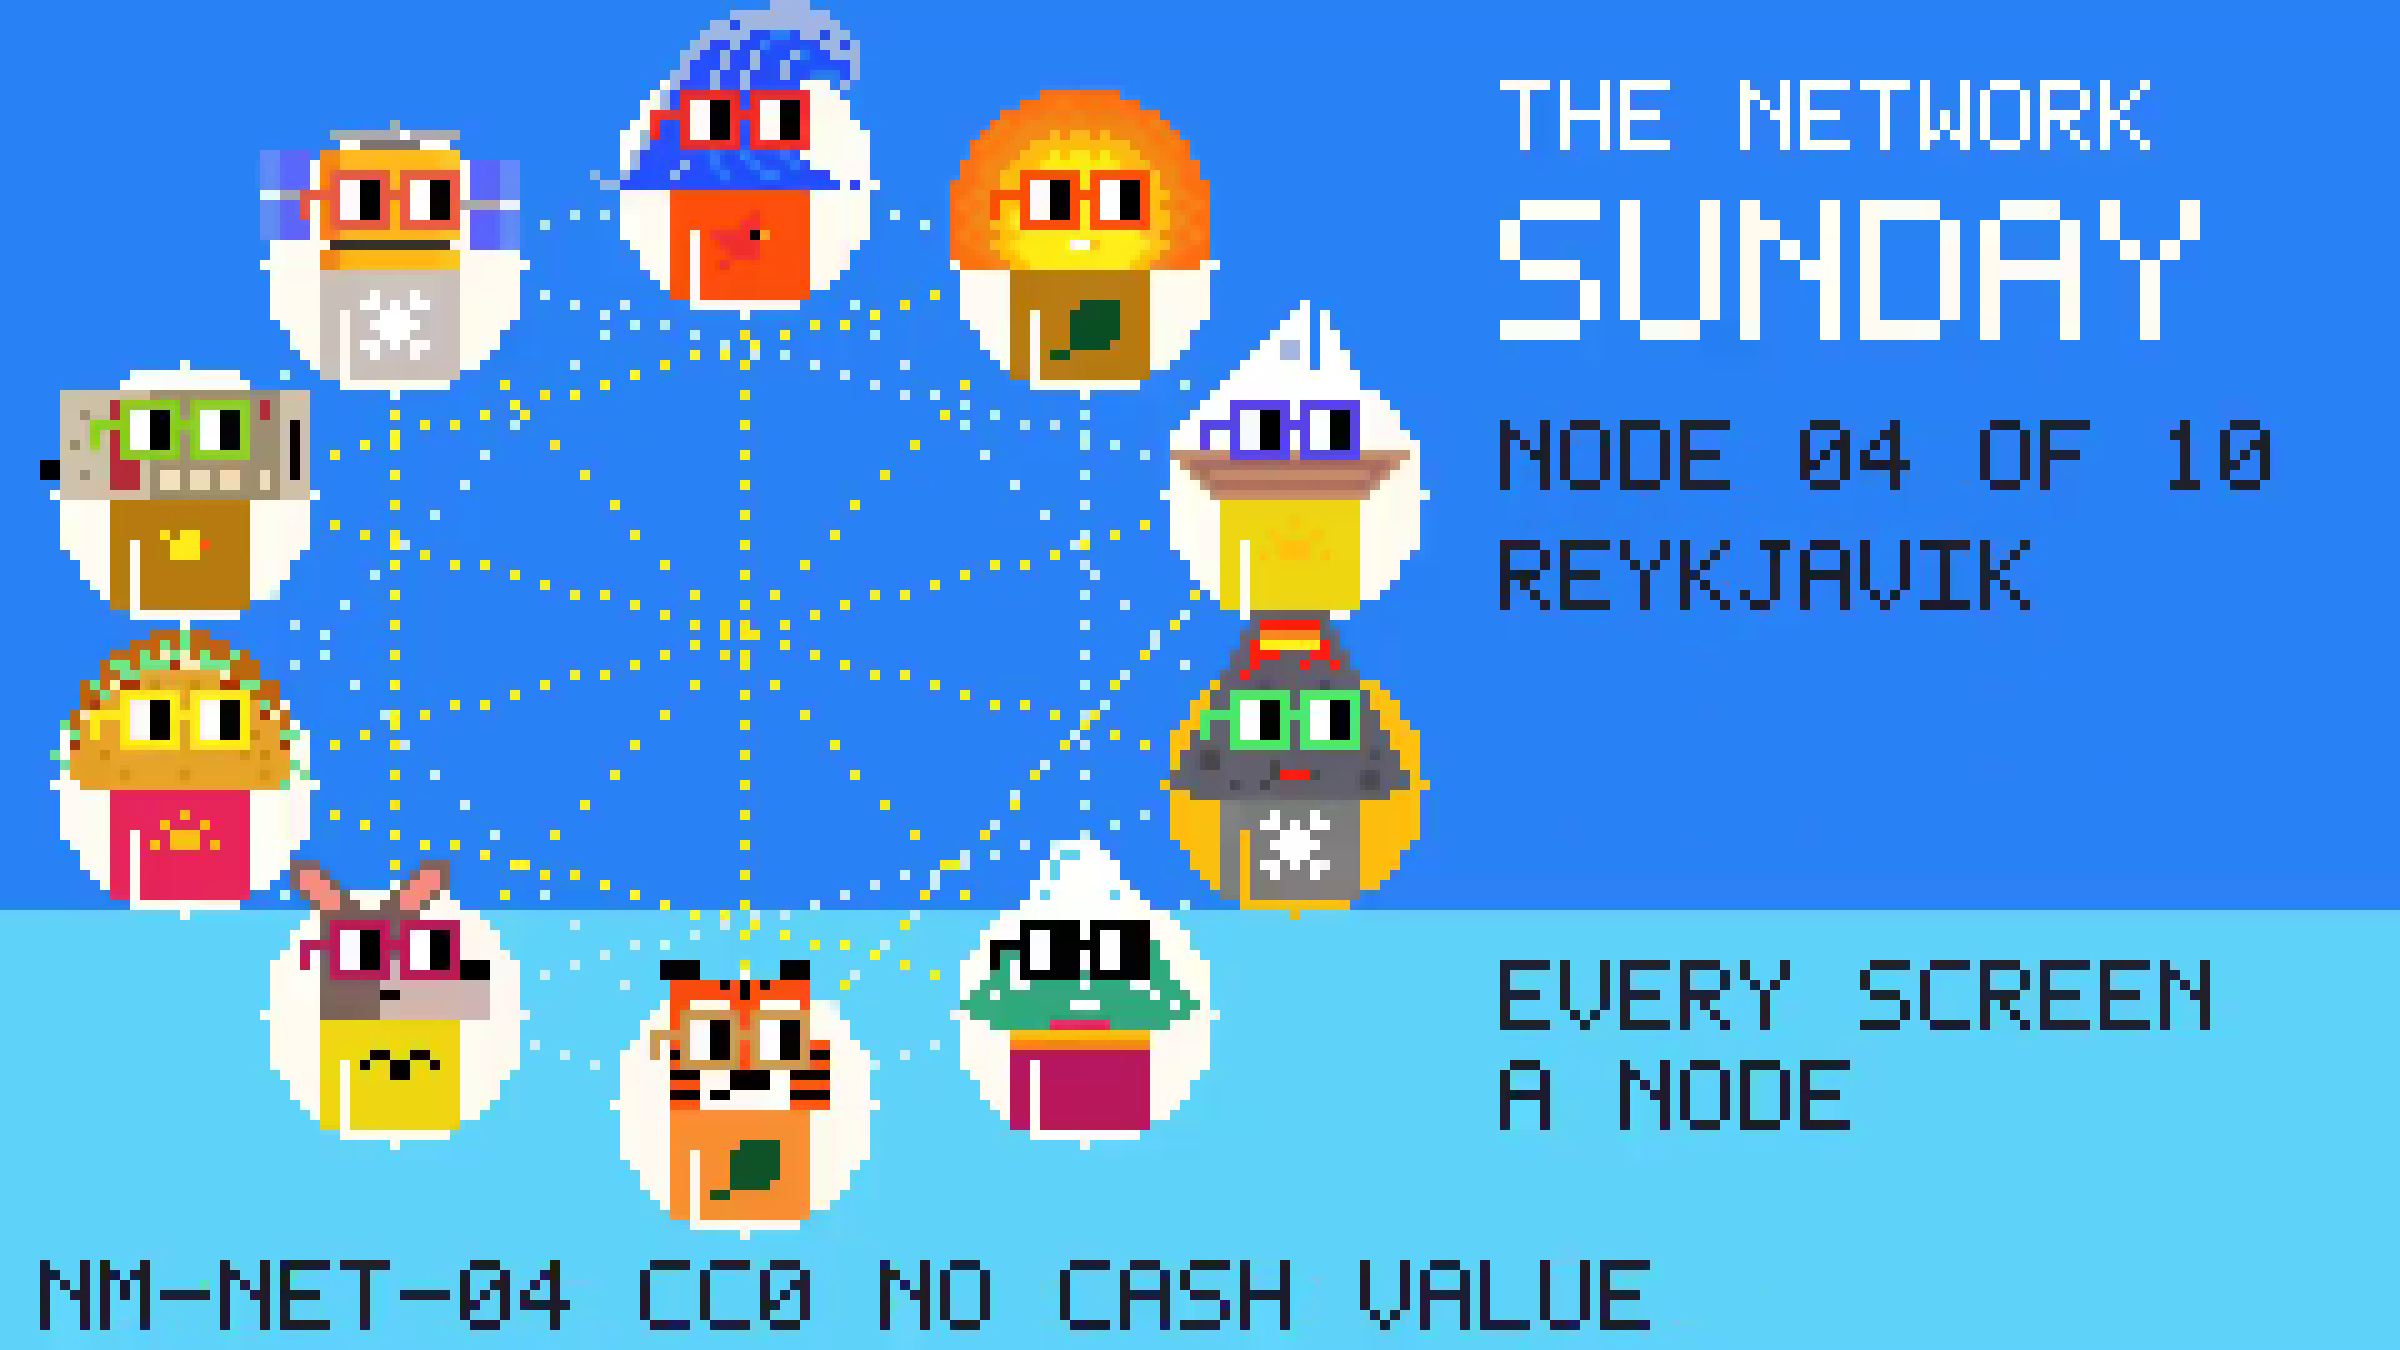 THE NETWORK
SUNDAY
NODE 04 OF 10
REYKJAVIK
EVERY SCREEN
A NODE
NM-NET-04 CC0 NO CASH VALUE